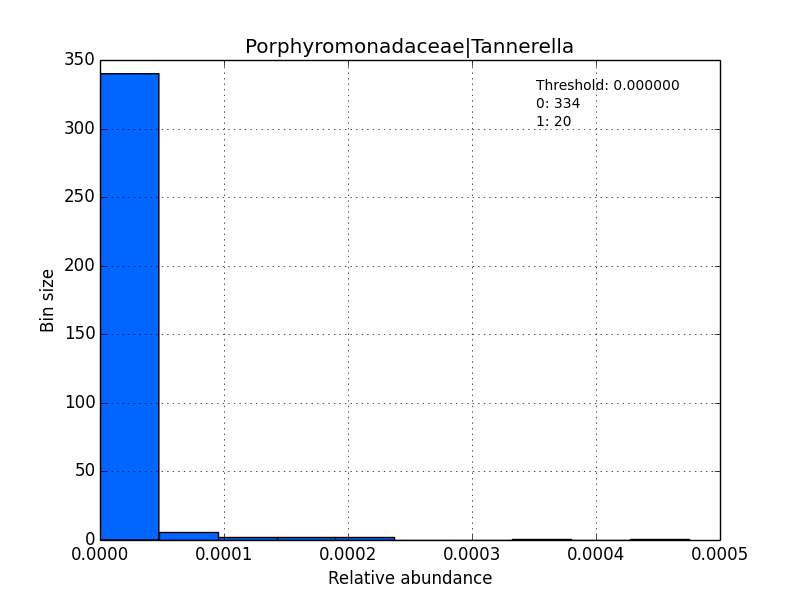 Porphyromonadaceae|Tannerella
350
300
250
200
150
100
50
0
Bin size
Threshold: 0.000000
0: 334
1: 20
0.0000 0.0001 0.0002 0.0003 0.0004 0.0005
Relative abundance